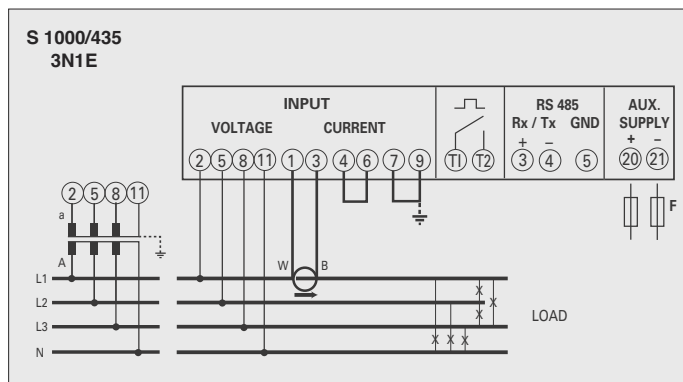 S 1000/435
3N1E
INPUT
VOLTAGE CURRENT
2 5 8 11 1 3 4 6 7 9
T1 T2
RS 485
Rx / Tx GND
+ –
3 4 5
AUX.
SUPPLY
+ –
20 21
F
2 5 8 11
a
A
W B
L1
L2
L3
N
X X
X
X X X
LOAD